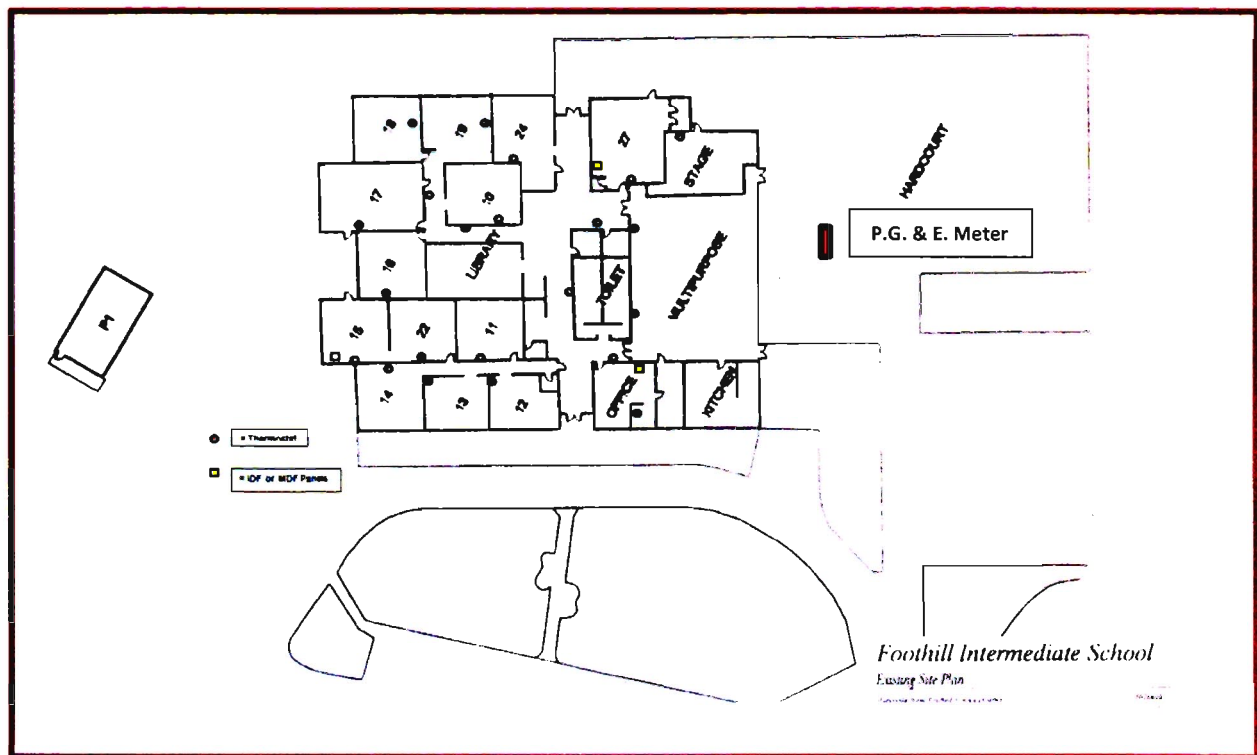 HARDCOURT
18
19
24
27
STAGE
17
P.G. & E. Meter
LIBRARY
MULTIPURPOSE
TOILET
16
P1
15
22
11
14
13
12
OFFICE
KITCHEN
= Thermostat
= IDF or MDF Panels
Foothill Intermediate School
Existing Site Plan